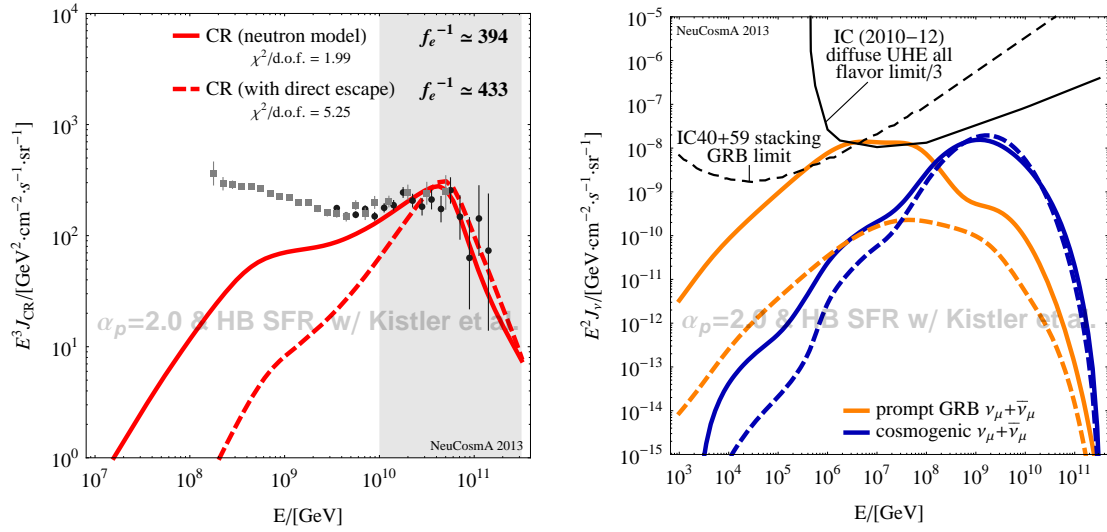 CR (neutron model)
χ²/d.o.f. = 1.99
f_e⁻¹ ≃ 394
CR (with direct escape)
χ²/d.o.f. = 5.25
f_e⁻¹ ≃ 433
10⁴
10³
10²
10¹
10⁰
E³ J_CR/[GeV²·cm⁻²·s⁻¹·sr⁻¹]
α_p=2.0 & HB SFR w/ Kistler et al.
NeuCosmA 2013
10⁷ 10⁸ 10⁹ 10¹⁰ 10¹¹
E/[GeV]
NeuCosmA 2013
IC (2010−12)
diffuse UHE all
flavor limit/3
IC40+59 stacking
GRB limit
10⁻⁵
10⁻⁶
10⁻⁷
10⁻⁸
10⁻⁹
10⁻¹⁰
10⁻¹¹
10⁻¹²
10⁻¹³
10⁻¹⁴
10⁻¹⁵
E² J_ν/[GeV·cm⁻²·s⁻¹·sr⁻¹]
α_p=2.0 & HB SFR w/ Kistler et al.
prompt GRB ν_μ+ν̄_μ
cosmogenic ν_μ+ν̄_μ
10³ 10⁴ 10⁵ 10⁶ 10⁷ 10⁸ 10⁹ 10¹⁰ 10¹¹
E/[GeV]